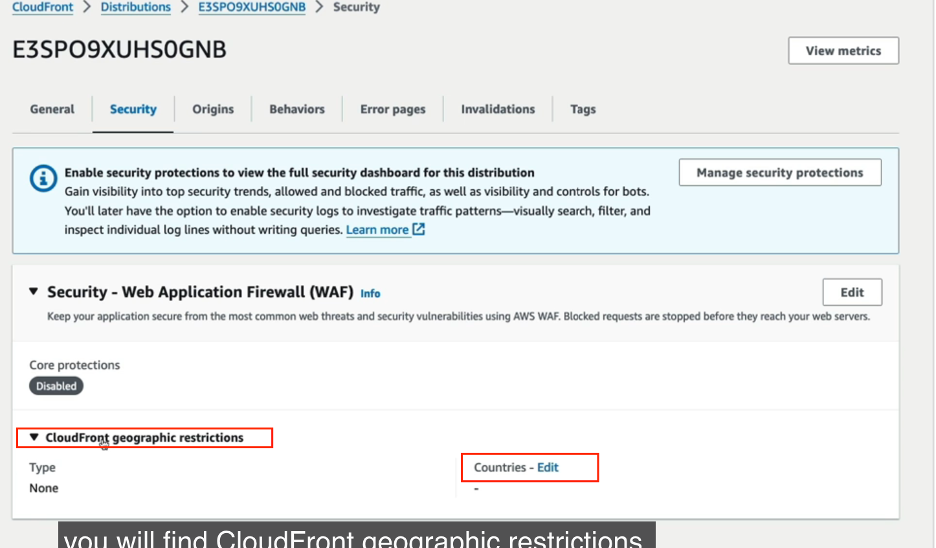 CloudFront > Distributions > E3SPO9XUHS0GNB > Security
E3SPO9XUHS0GNB
View metrics
General Security Origins Behaviors Error pages Invalidations Tags
Enable security protections to view the full security dashboard for this distribution
Manage security protections
Gain visibility into top security trends, allowed and blocked traffic, as well as visibility and controls for bots.
You'll later have the option to enable security logs to investigate traffic patterns—visually search, filter, and
inspect individual log lines without writing queries. Learn more
Security - Web Application Firewall (WAF) Info
Edit
Keep your application secure from the most common web threats and security vulnerabilities using AWS WAF. Blocked requests are stopped before they reach your web servers.
Core protections
Disabled
CloudFront geographic restrictions
Type
Countries - Edit
None
-
you will find CloudFront geographic restrictions